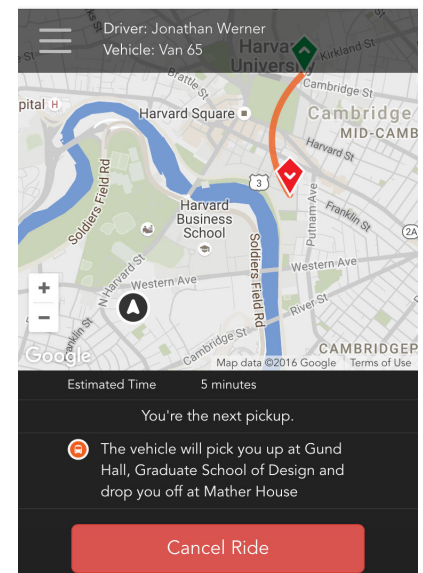 Driver: Jonathan Werner
Vehicle: Van 65
Harvard
University
Kirkland St
Brattle St
Cambridge St
pital H
Harvard Square
Cambridge
MID-CAMB
Harvard St
3
Soldiers Field Rd
Harvard
Business
School
Putnam Ave
Franklin St
2A
Soldiers Field Rd
N Harvard St
Western Ave
Western Ave
+
−
River St
anklin St
Cambridge St
CAMBRIDGEP
Google
Map data ©2016 Google
Terms of Use
Estimated Time 5 minutes
You're the next pickup.
The vehicle will pick you up at Gund
Hall, Graduate School of Design and
drop you off at Mather House
Cancel Ride